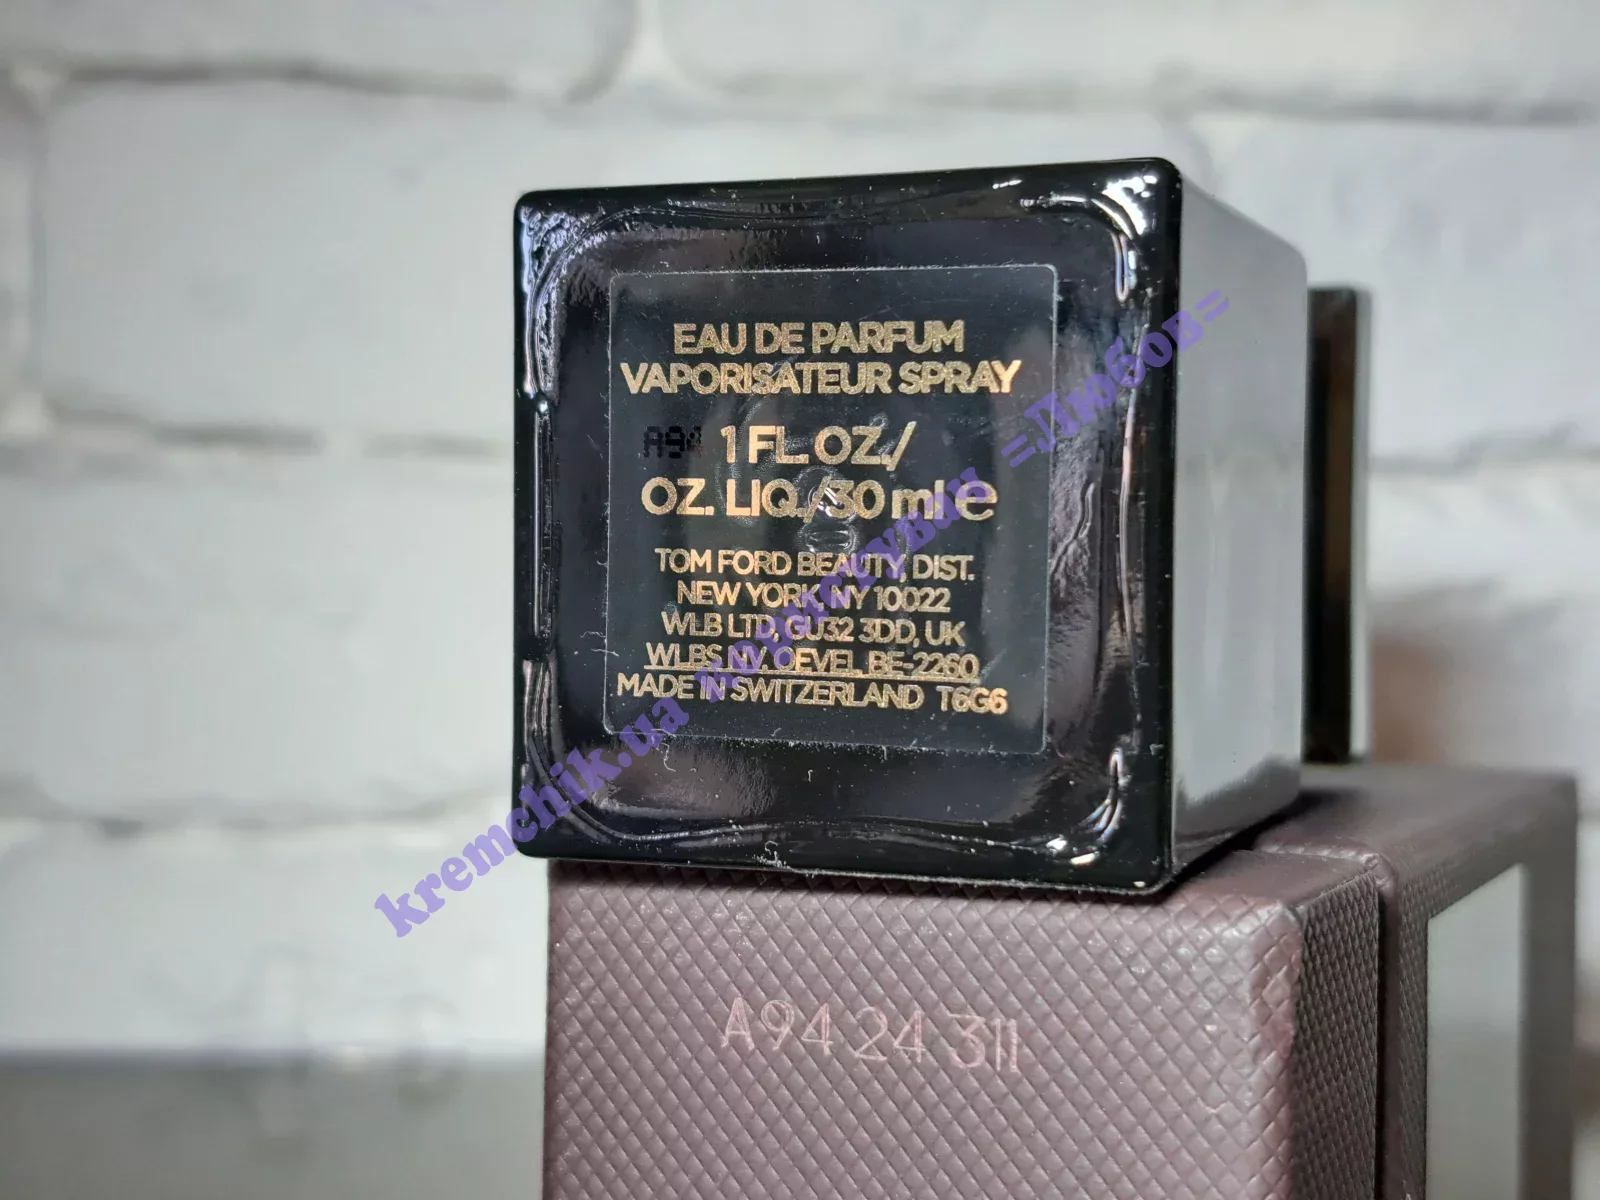 EAU DE PARFUM
VAPORISATEUR SPRAY
A94 1 FL. OZ./
OZ. LIQ./30 ml e
TOM FORD BEAUTY, DIST.
NEW YORK, NY 10022
WLB LTD, GU32 3DD, UK
WLBS NV. OEVEL BE-2260
MADE IN SWITZERLAND T6G6
A94 24 311
kremchik.ua користувач =Любов=